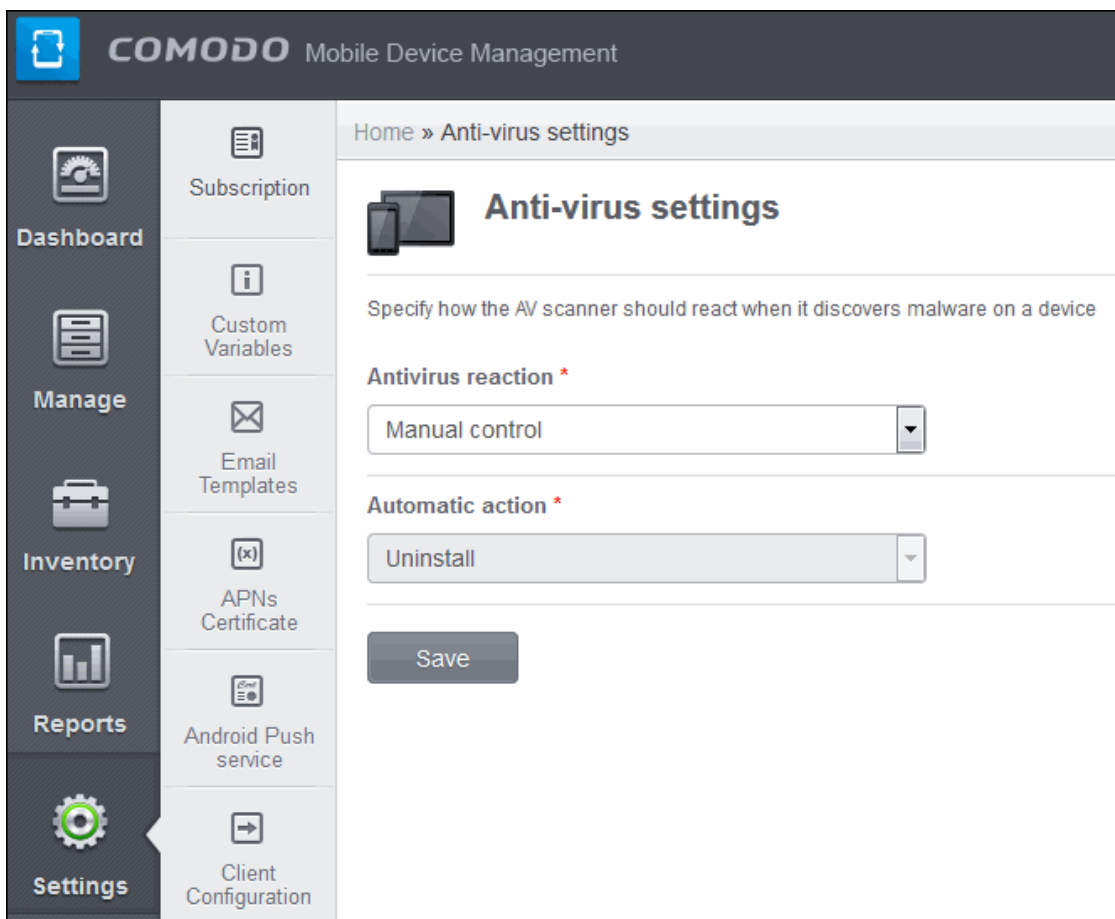 COMODO Mobile Device Management
Dashboard
Manage
Inventory
Reports
Settings
Subscription
Custom
Variables
Email
Templates
APNs
Certificate
Android Push
service
Client
Configuration
Home » Anti-virus settings
Anti-virus settings
Specify how the AV scanner should react when it discovers malware on a device
Antivirus reaction *
Manual control
Automatic action *
Uninstall
Save